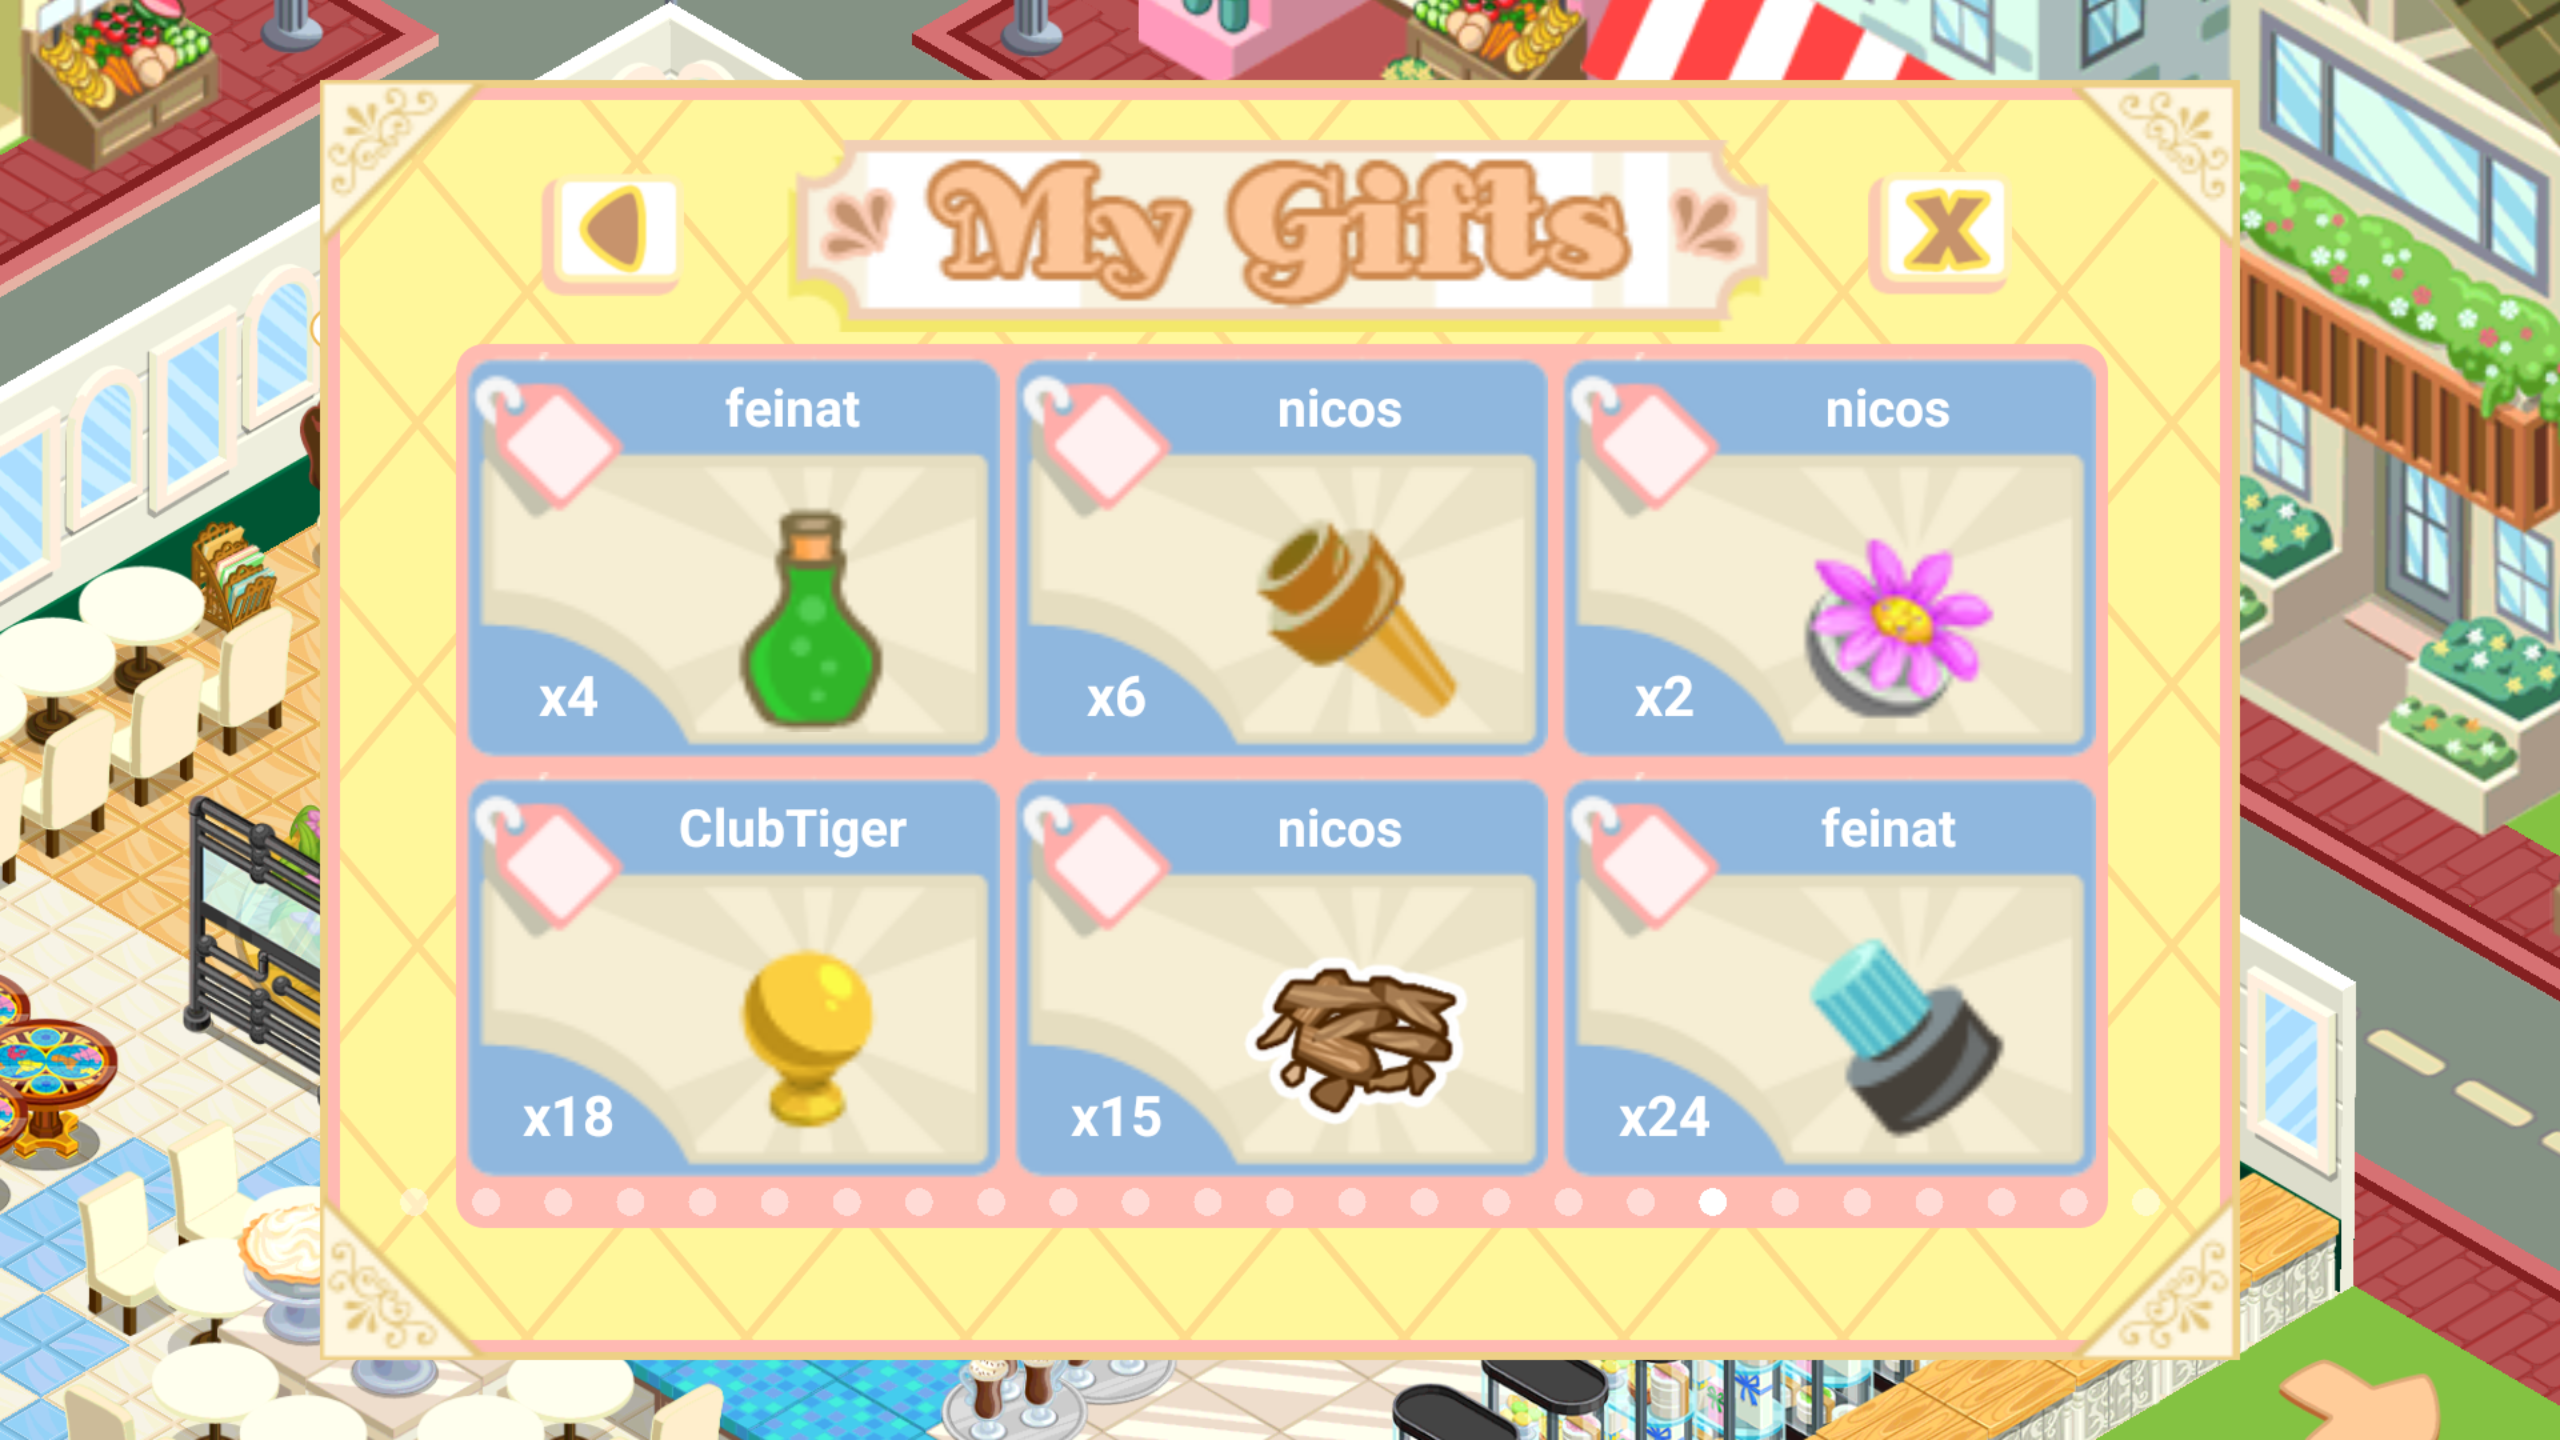 My Gifts
feinat
nicos
nicos
x4
x6
x2
ClubTiger
nicos
feinat
x18
x15
x24